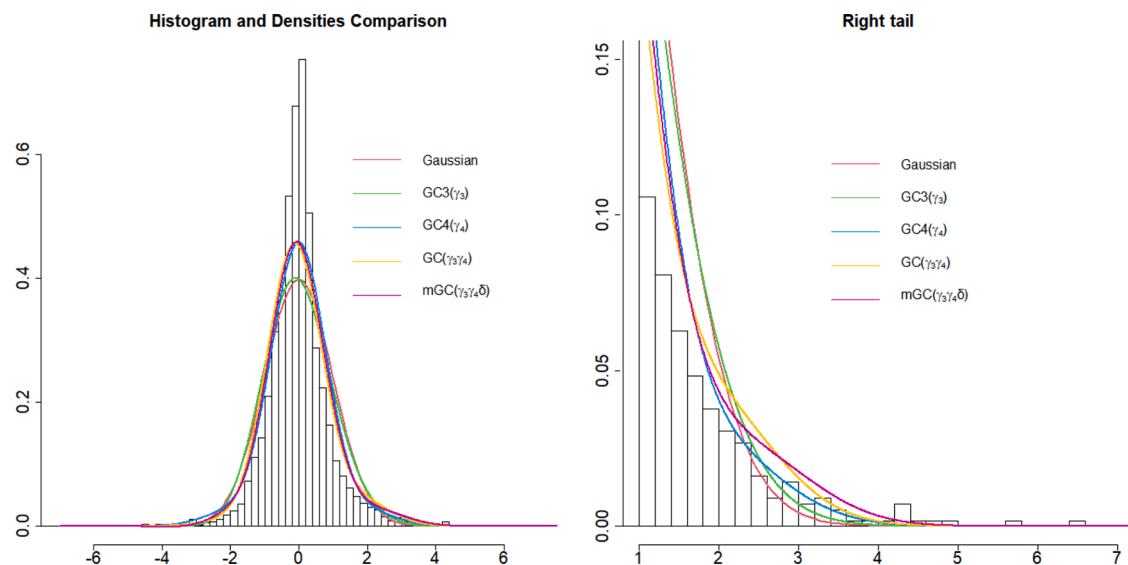 Histogram and Densities Comparison
0.6
0.4
0.2
0.0
Gaussian
GC3(γ₃)
GC4(γ₄)
GC(γ₃γ₄)
mGC(γ₃γ₄δ)
-6 -4 -2 0 2 4 6
Right tail
0.15
0.10
0.05
0.00
Gaussian
GC3(γ₃)
GC4(γ₄)
GC(γ₃γ₄)
mGC(γ₃γ₄δ)
1 2 3 4 5 6 7